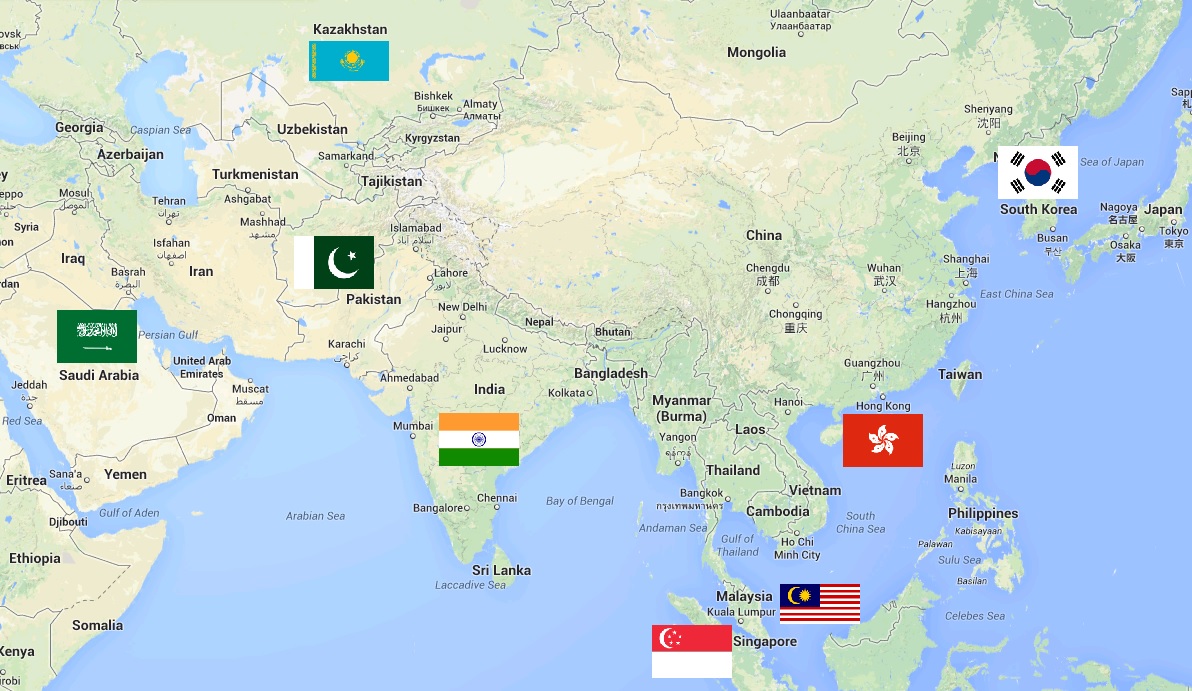 Ulaanbaatar
Улаанбаатар
Kazakhstan
Mongolia
Bishkek
Бишкек
Almaty
Алматы
Shenyang
沈阳
Georgia
Caspian Sea
Uzbekistan
Kyrgyzstan
Beijing
北京
Azerbaijan
Samarkand
Sea of Japan
Turkmenistan
Tajikistan
Mosul
الموصل
Tehran
تهران
Ashgabat
South Korea
Nagoya
名古屋
Japan
Syria
Mashhad
مشهد
Islamabad
اسلام آباد
China
Busan
부산
Osaka
大阪
Tokyo
東京
Isfahan
اصفهان
Iraq
Basrah
البصرة
Iran
Lahore
لاہور
Chengdu
成都
Wuhan
武汉
Shanghai
上海
East China Sea
Pakistan
New Delhi
Hangzhou
杭州
Chongqing
重庆
Persian Gulf
Jaipur
Nepal
Bhutan
Karachi
کراچی
Lucknow
United Arab
Emirates
Guangzhou
广州
Saudi Arabia
Ahmedabad
India
Bangladesh
Taiwan
Jeddah
جدة
Muscat
مسقط
Kolkata
Myanmar
(Burma)
Hanoi
Hong Kong
Red Sea
Oman
Mumbai
Laos
Yangon
ရန်ကုန်
Eritrea
Sana'a
صنعاء
Yemen
Thailand
Luzon
Manila
Bangkok
กรุงเทพมหานคร
Vietnam
Gulf of Aden
Djibouti
Arabian Sea
Bangalore
Chennai
Bay of Bengal
Andaman Sea
Cambodia
South
China Sea
Philippines
Kabisayaan
Gulf of
Thailand
Ho Chi
Minh City
Palawan
Ethiopia
Sri Lanka
Laccadive Sea
Sulu Sea
Basilan
Malaysia
Kuala Lumpur
Celebes Sea
Somalia
Singapore
Kenya